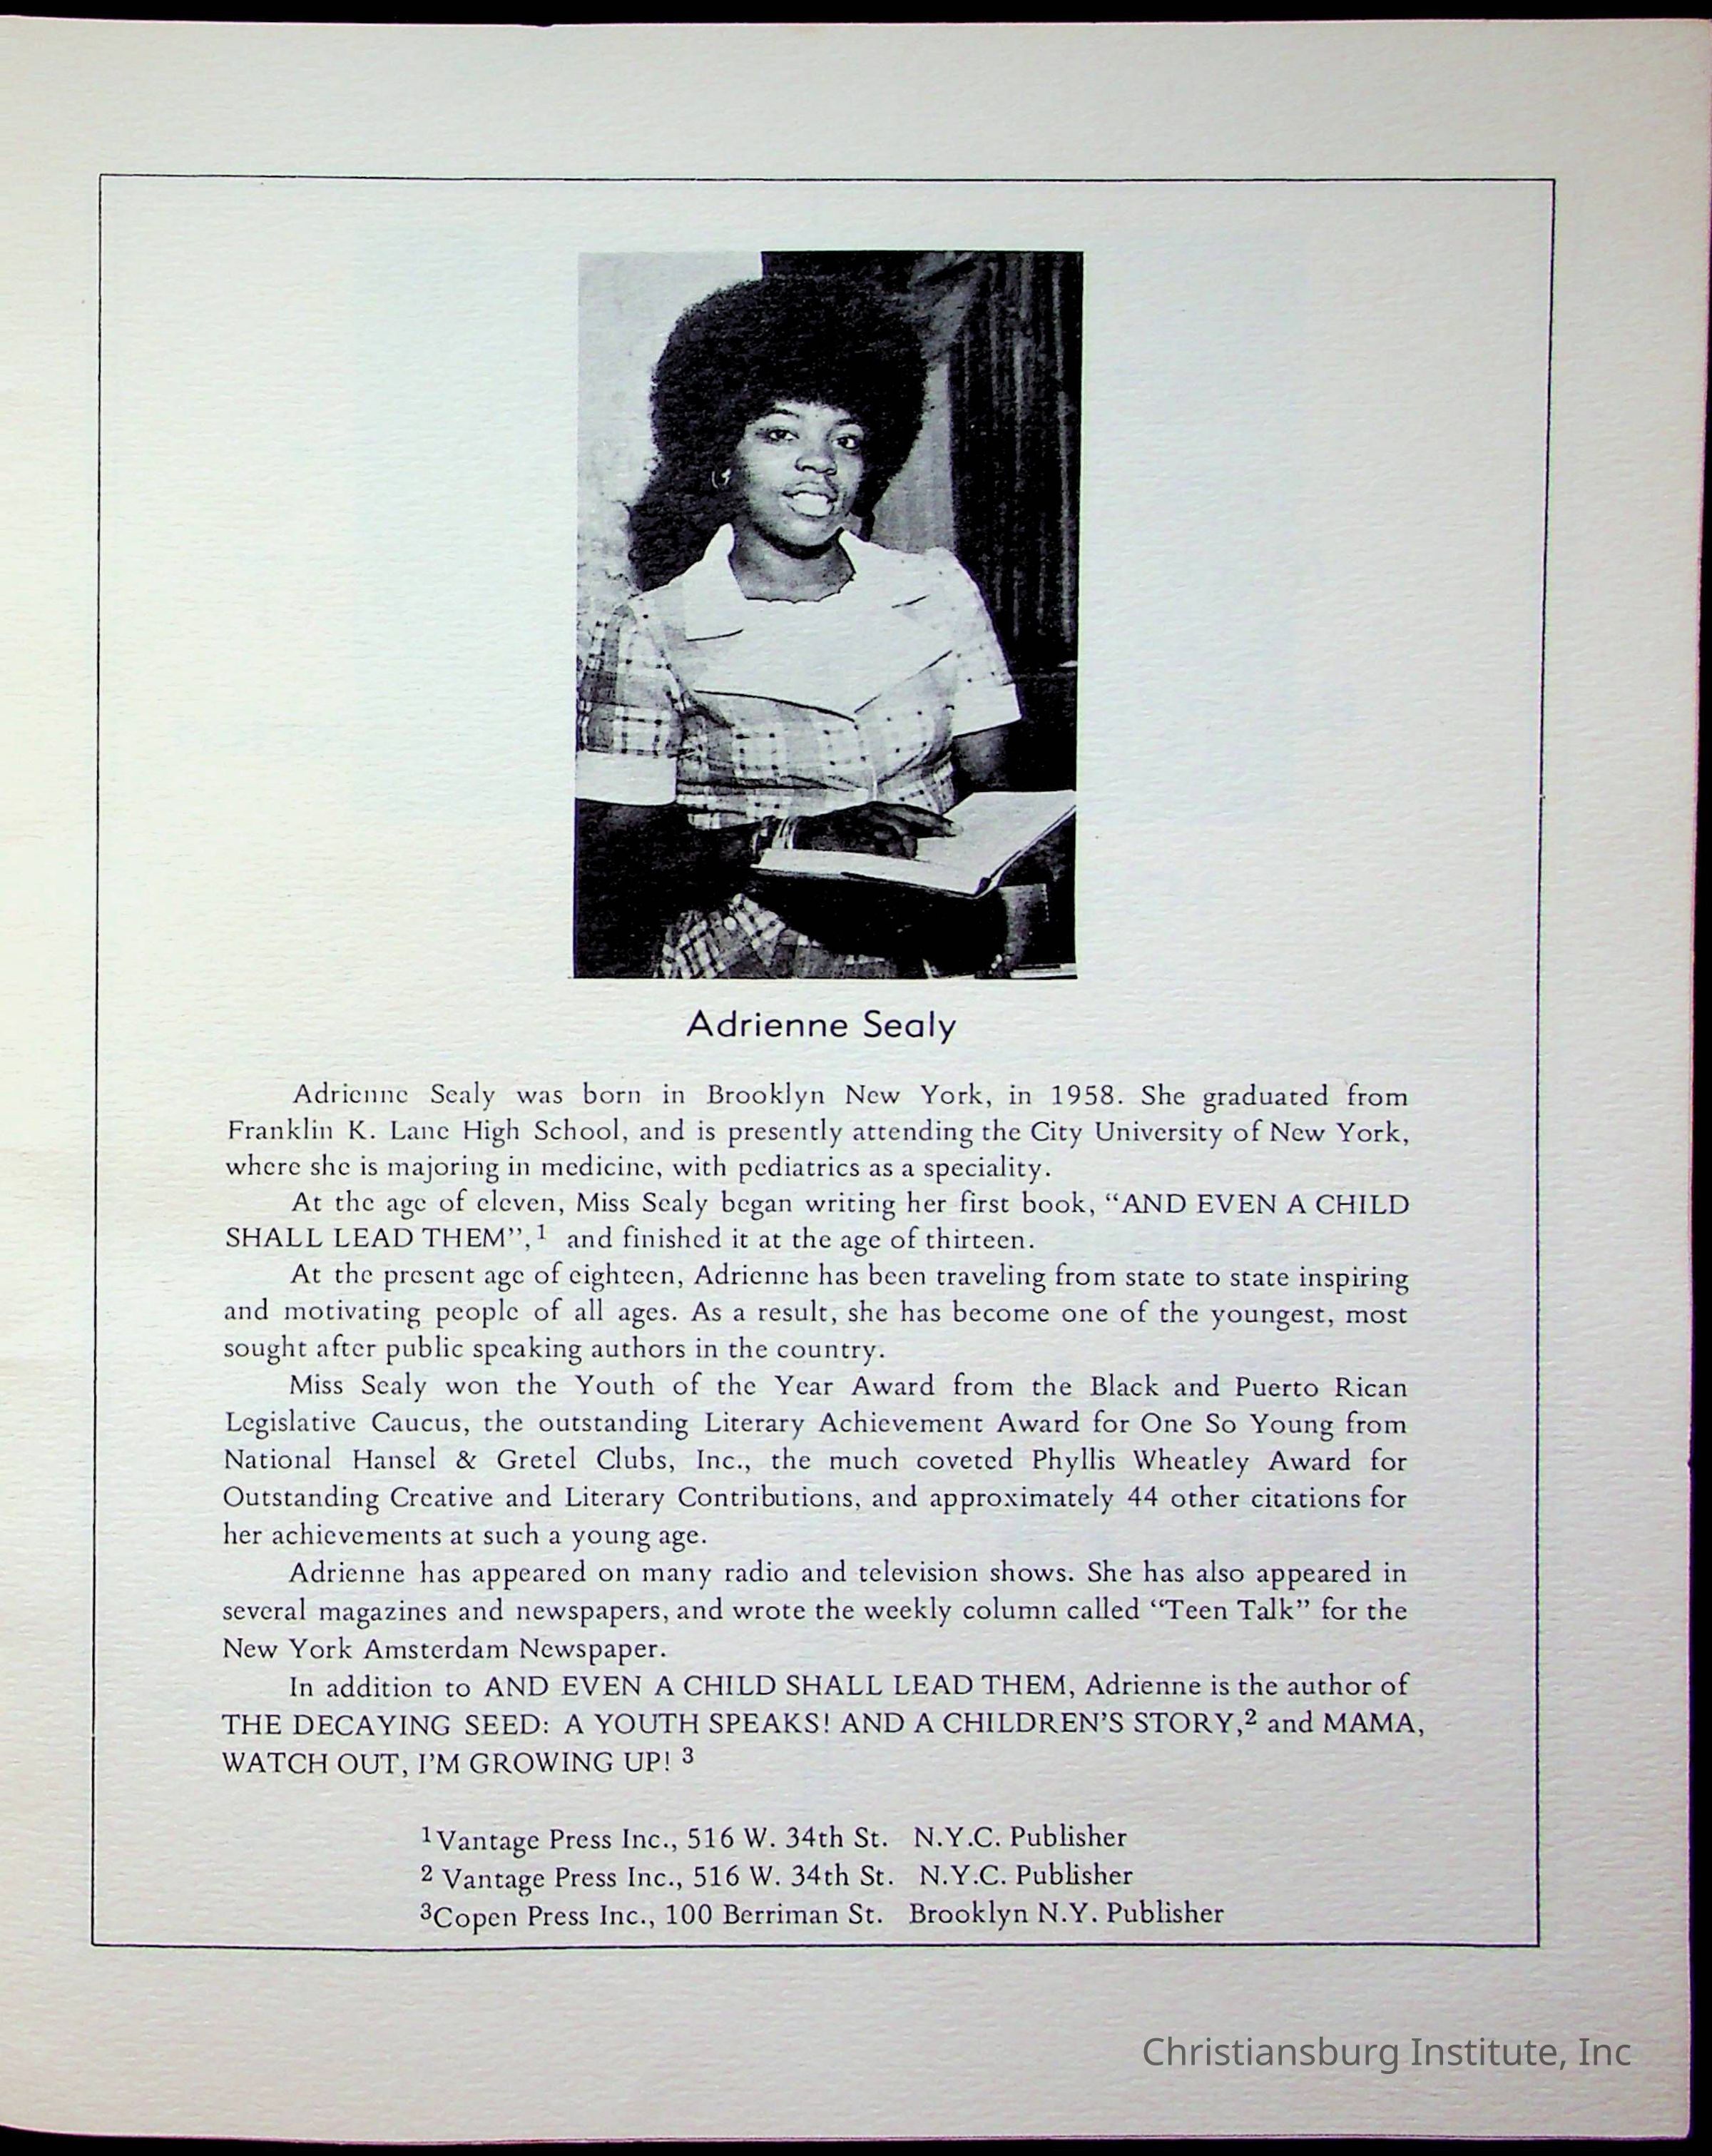 Adrienne Sealy
Adrienne Sealy was born in Brooklyn New York, in 1958. She graduated from
Franklin K. Lane High School, and is presently attending the City University of New York,
where she is majoring in medicine, with pediatrics as a speciality.
At the age of eleven, Miss Sealy began writing her first book, “AND EVEN A CHILD
SHALL LEAD THEM”,1 and finished it at the age of thirteen.
At the present age of eighteen, Adrienne has been traveling from state to state inspiring
and motivating people of all ages. As a result, she has become one of the youngest, most
sought after public speaking authors in the country.
Miss Sealy won the Youth of the Year Award from the Black and Puerto Rican
Legislative Caucus, the outstanding Literary Achievement Award for One So Young from
National Hansel & Gretel Clubs, Inc., the much coveted Phyllis Wheatley Award for
Outstanding Creative and Literary Contributions, and approximately 44 other citations for
her achievements at such a young age.
Adrienne has appeared on many radio and television shows. She has also appeared in
several magazines and newspapers, and wrote the weekly column called “Teen Talk” for the
New York Amsterdam Newspaper.
In addition to AND EVEN A CHILD SHALL LEAD THEM, Adrienne is the author of
THE DECAYING SEED: A YOUTH SPEAKS! AND A CHILDREN’S STORY,2 and MAMA,
WATCH OUT, I’M GROWING UP! 3
1Vantage Press Inc., 516 W. 34th St. N.Y.C. Publisher
2 Vantage Press Inc., 516 W. 34th St. N.Y.C. Publisher
3Copen Press Inc., 100 Berriman St. Brooklyn N.Y. Publisher
Christiansburg Institute, Inc